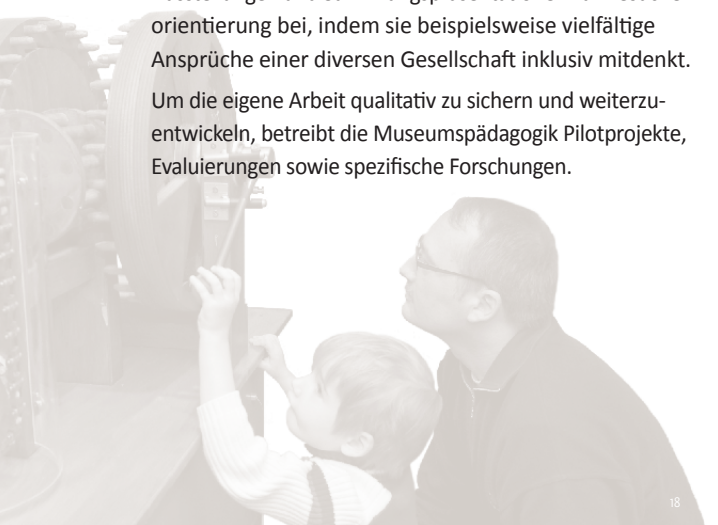 orientierung bei, indem sie beispielsweise vielfältige
Ansprüche einer diversen Gesellschaft inklusiv mitdenkt.
Um die eigene Arbeit qualitativ zu sichern und weiterzu-
entwickeln, betreibt die Museumspädagogik Pilotprojekte,
Evaluierungen sowie spezifische Forschungen.
18